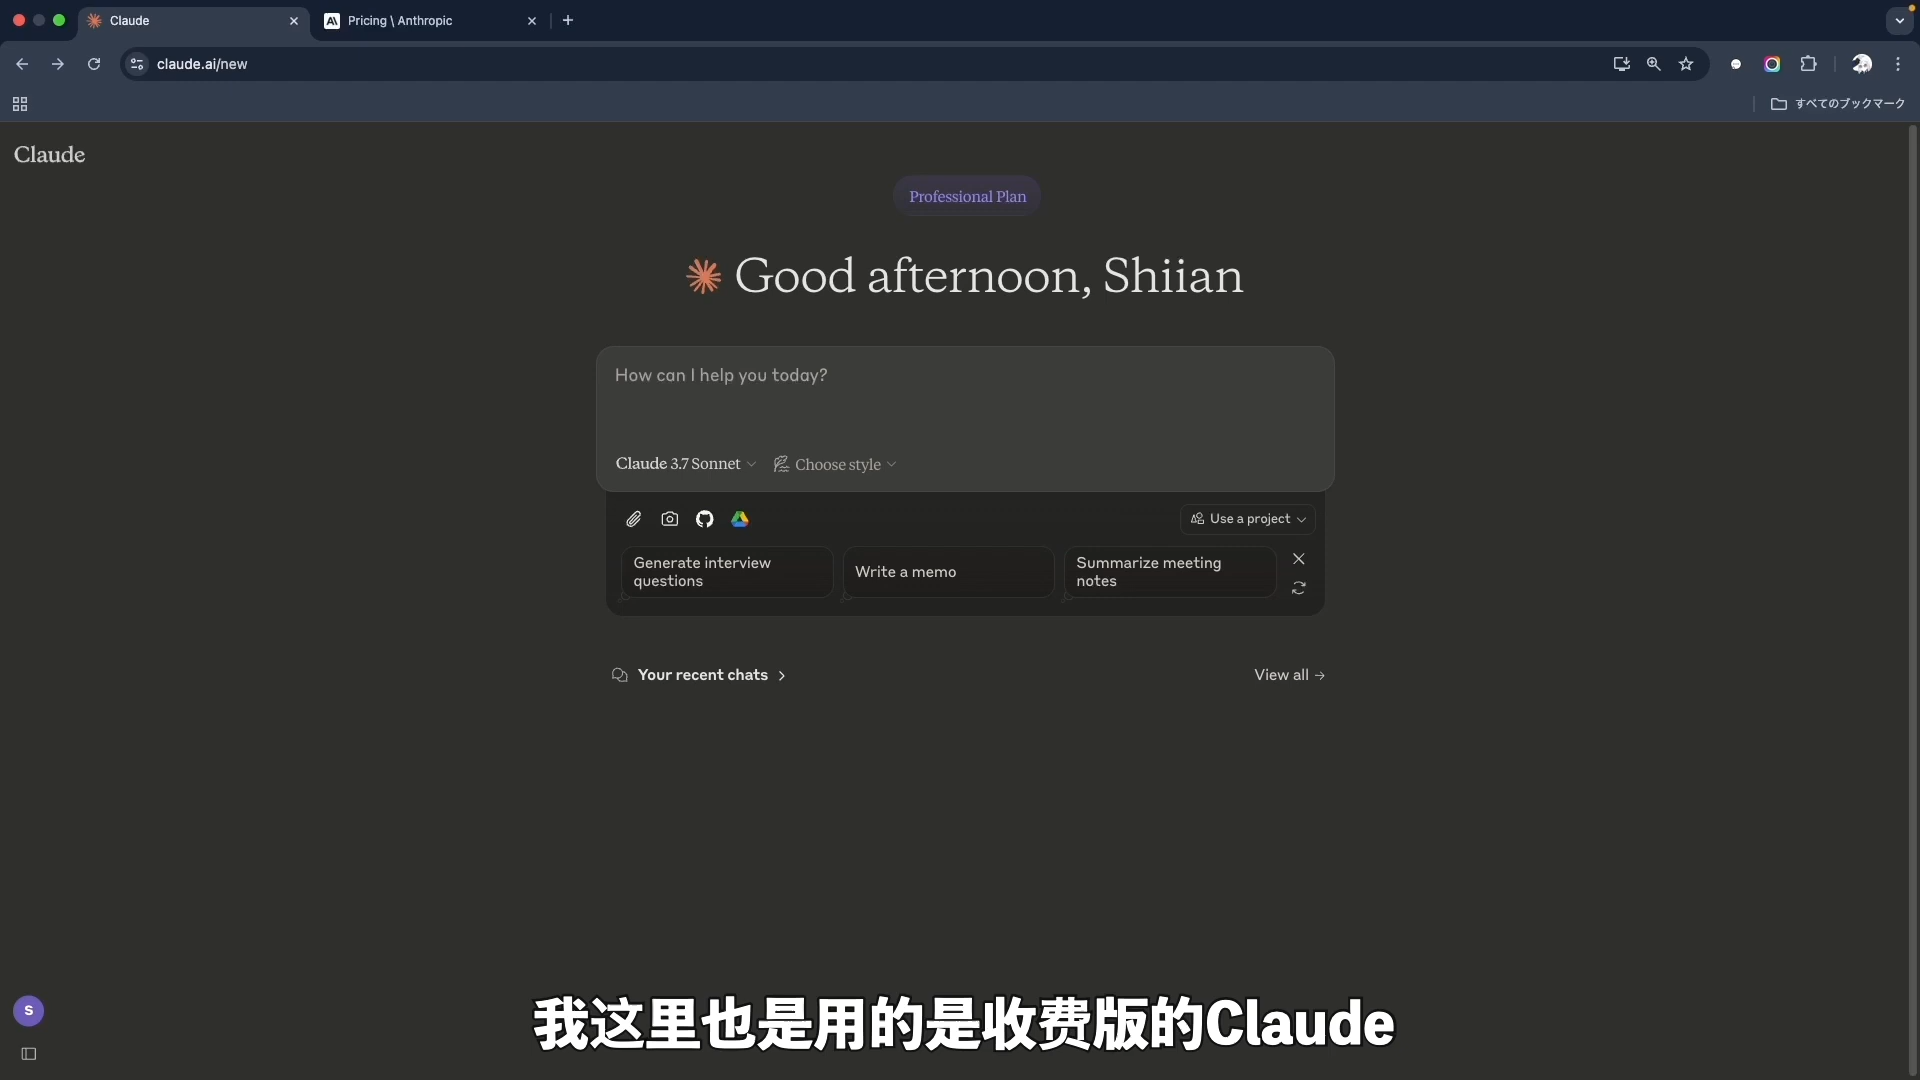 Claude
Pricing \ Anthropic
claude.ai/new
すべてのブックマーク
Claude
Professional Plan
Good afternoon, Shiian
How can I help you today?
Claude 3.7 Sonnet
Choose style
Use a project
Generate interview
questions
Write a memo
Summarize meeting
notes
Your recent chats
View all
S
我这里也是用的是收费版的Claude